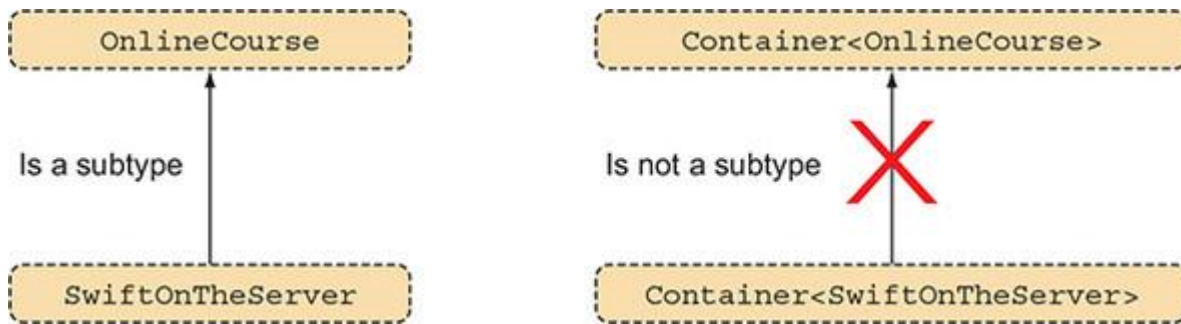 OnlineCourse
Is a subtype
SwiftOnTheServer
Container<OnlineCourse>
Is not a subtype
Container<SwiftOnTheServer>